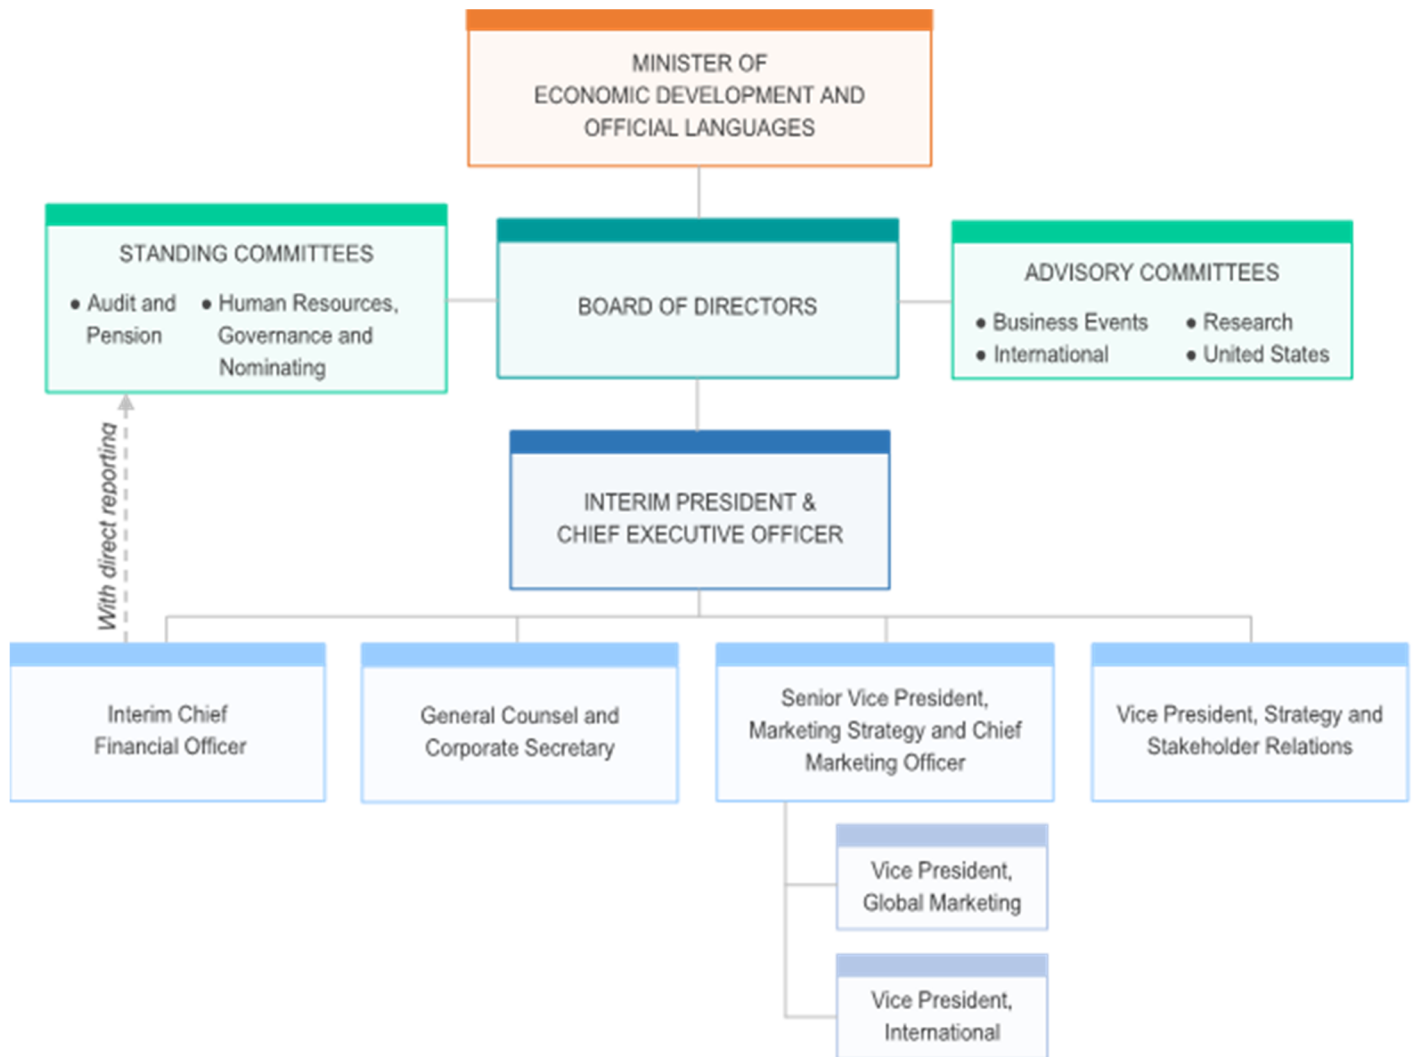 MINISTER OF
ECONOMIC DEVELOPMENT AND
OFFICIAL LANGUAGES
STANDING COMMITTEES
● Audit and
Pension
● Human Resources,
Governance and
Nominating
BOARD OF DIRECTORS
ADVISORY COMMITTEES
● Business Events
● International
● Research
● United States
With direct reporting
INTERIM PRESIDENT &
CHIEF EXECUTIVE OFFICER
Interim Chief
Financial Officer
General Counsel and
Corporate Secretary
Senior Vice President,
Marketing Strategy and Chief
Marketing Officer
Vice President, Strategy and
Stakeholder Relations
Vice President,
Global Marketing
Vice President,
International